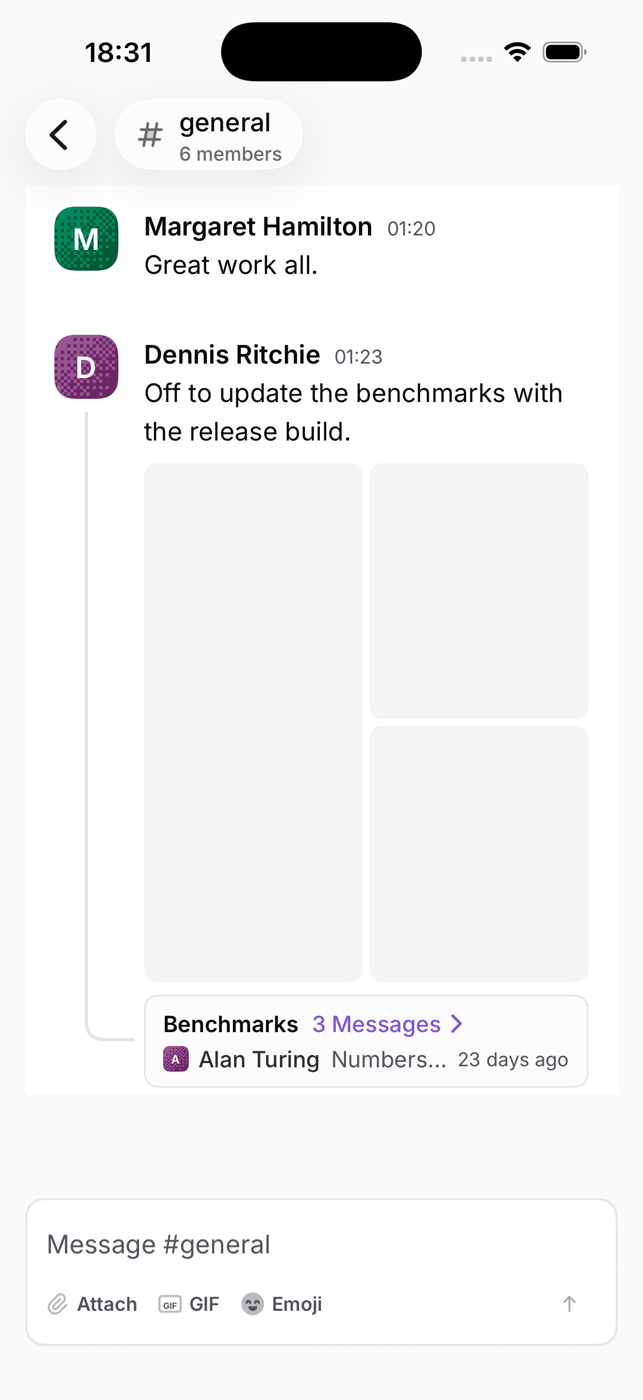 18:31
general
6 members
M
Margaret Hamilton 01:20
Great work all.
D
Dennis Ritchie 01:23
Off to update the benchmarks with
the release build.
Benchmarks 3 Messages
A Alan Turing Numbers... 23 days ago
Message #general
Attach GIF GIF Emoji